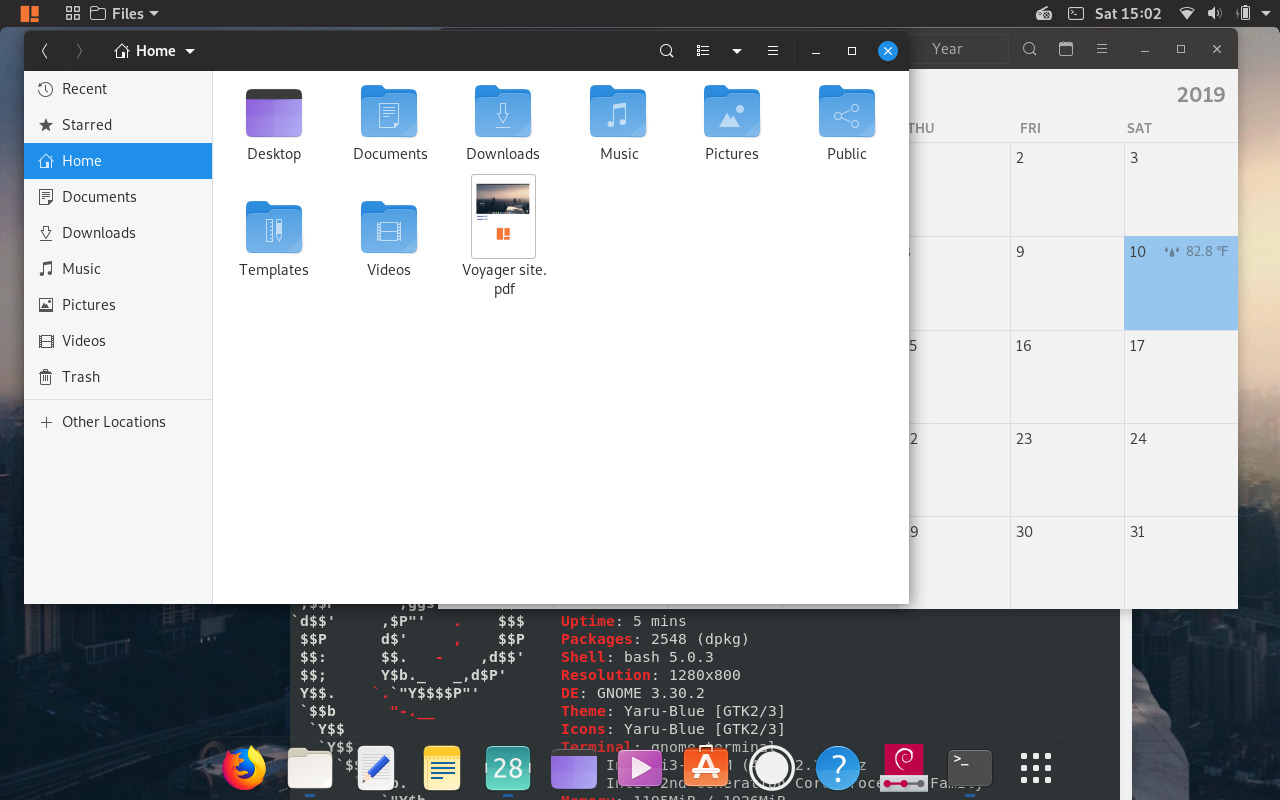 Files
Sat 15:02
Home
Year
Recent
Starred
Home
Documents
Downloads
Music
Pictures
Videos
Trash
Other Locations
Desktop
Documents
Downloads
Music
Pictures
Public
Templates
Videos
Voyager site.
pdf
2019
THU FRI SAT
2 3
9 10 82.8 °F
5 16 17
2 23 24
9 30 31
`d$$' ,$P"' . $$$ Uptime: 5 mins
$$P d$' , $$P Packages: 2548 (dpkg)
$$: $$. - ,d$$' Shell: bash 5.0.3
$$; Y$b._ _,d$P' Resolution: 1280x800
Y$$. `.`"Y$$$$P"' DE: GNOME 3.30.2
`$$b "-.__ Theme: Yaru-Blue [GTK2/3]
`Y$$ Icons: Yaru-Blue [GTK2/3]
`Y$$ Terminal: gnome-terminal
28
>_